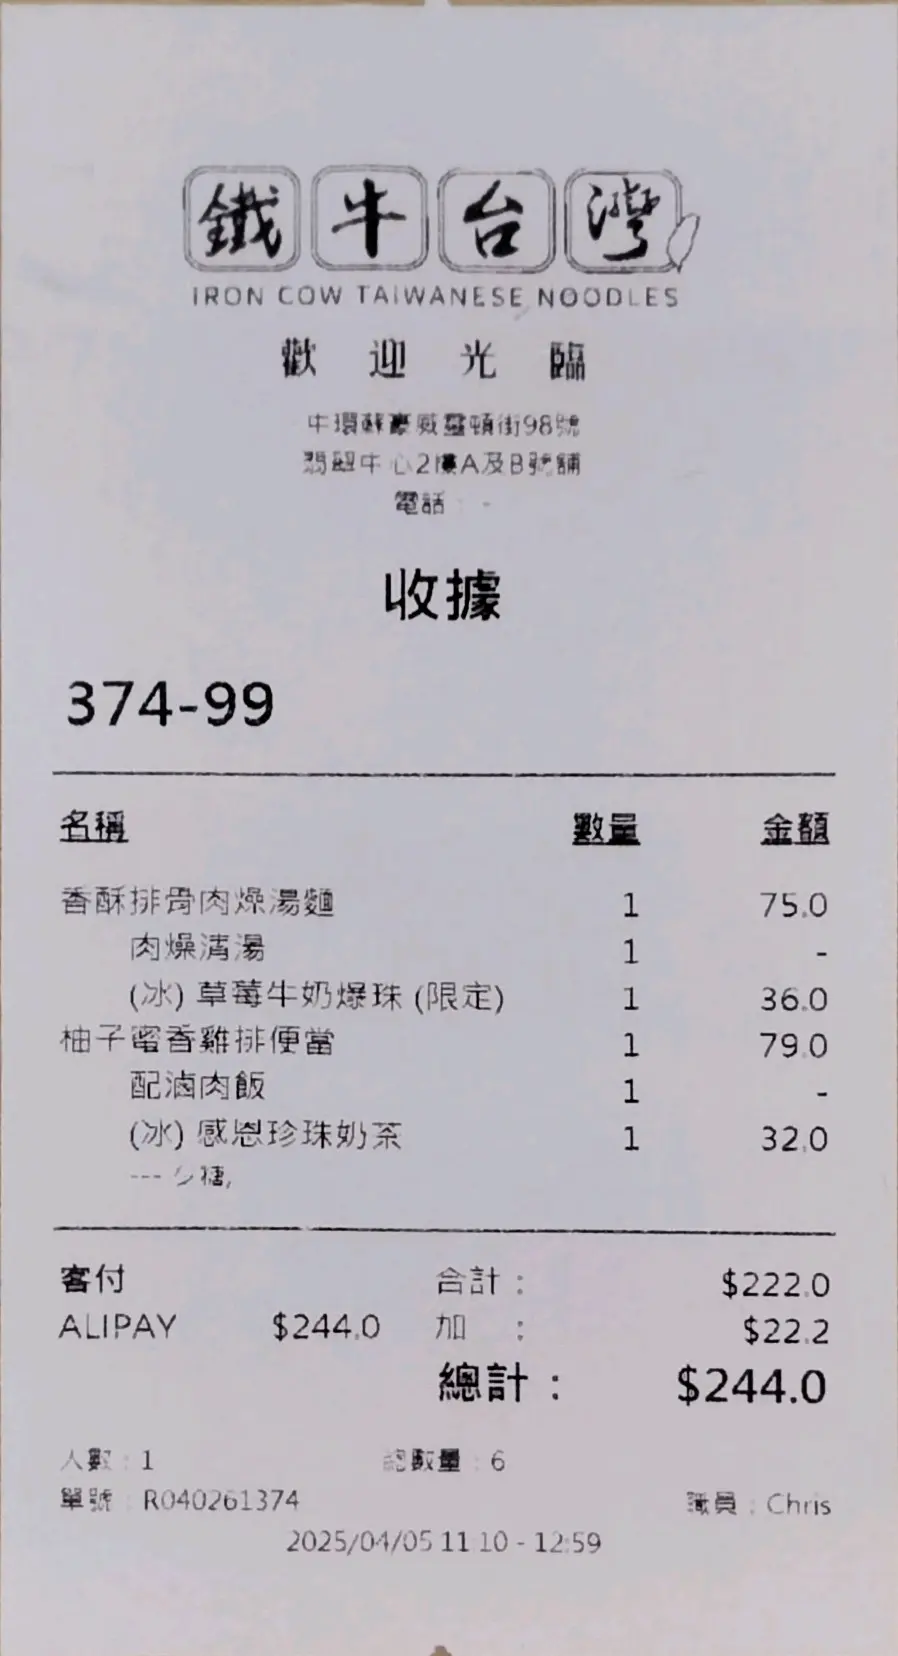 鐵牛台灣
IRON COW TAIWANESE NOODLES
歡迎光臨
中環蘇豪威靈頓街98號
翡翠中心2樓A及B號舖
電話 : -
收據
374-99
名稱 數量 金額
香酥排骨肉燥湯麵 1 75.0
肉燥清湯 1 -
(冰) 草莓牛奶爆珠 (限定) 1 36.0
柚子蜜香雞排便當 1 79.0
配滷肉飯 1 -
(冰) 感恩珍珠奶茶 1 32.0
--- 少糖,
客付 合計 : $222.0
ALIPAY $244.0 加 : $22.2
總計 : $244.0
人數 : 1 總數量 : 6
單號 : R040261374 職員 : Chris
2025/04/05 11:10 - 12:59